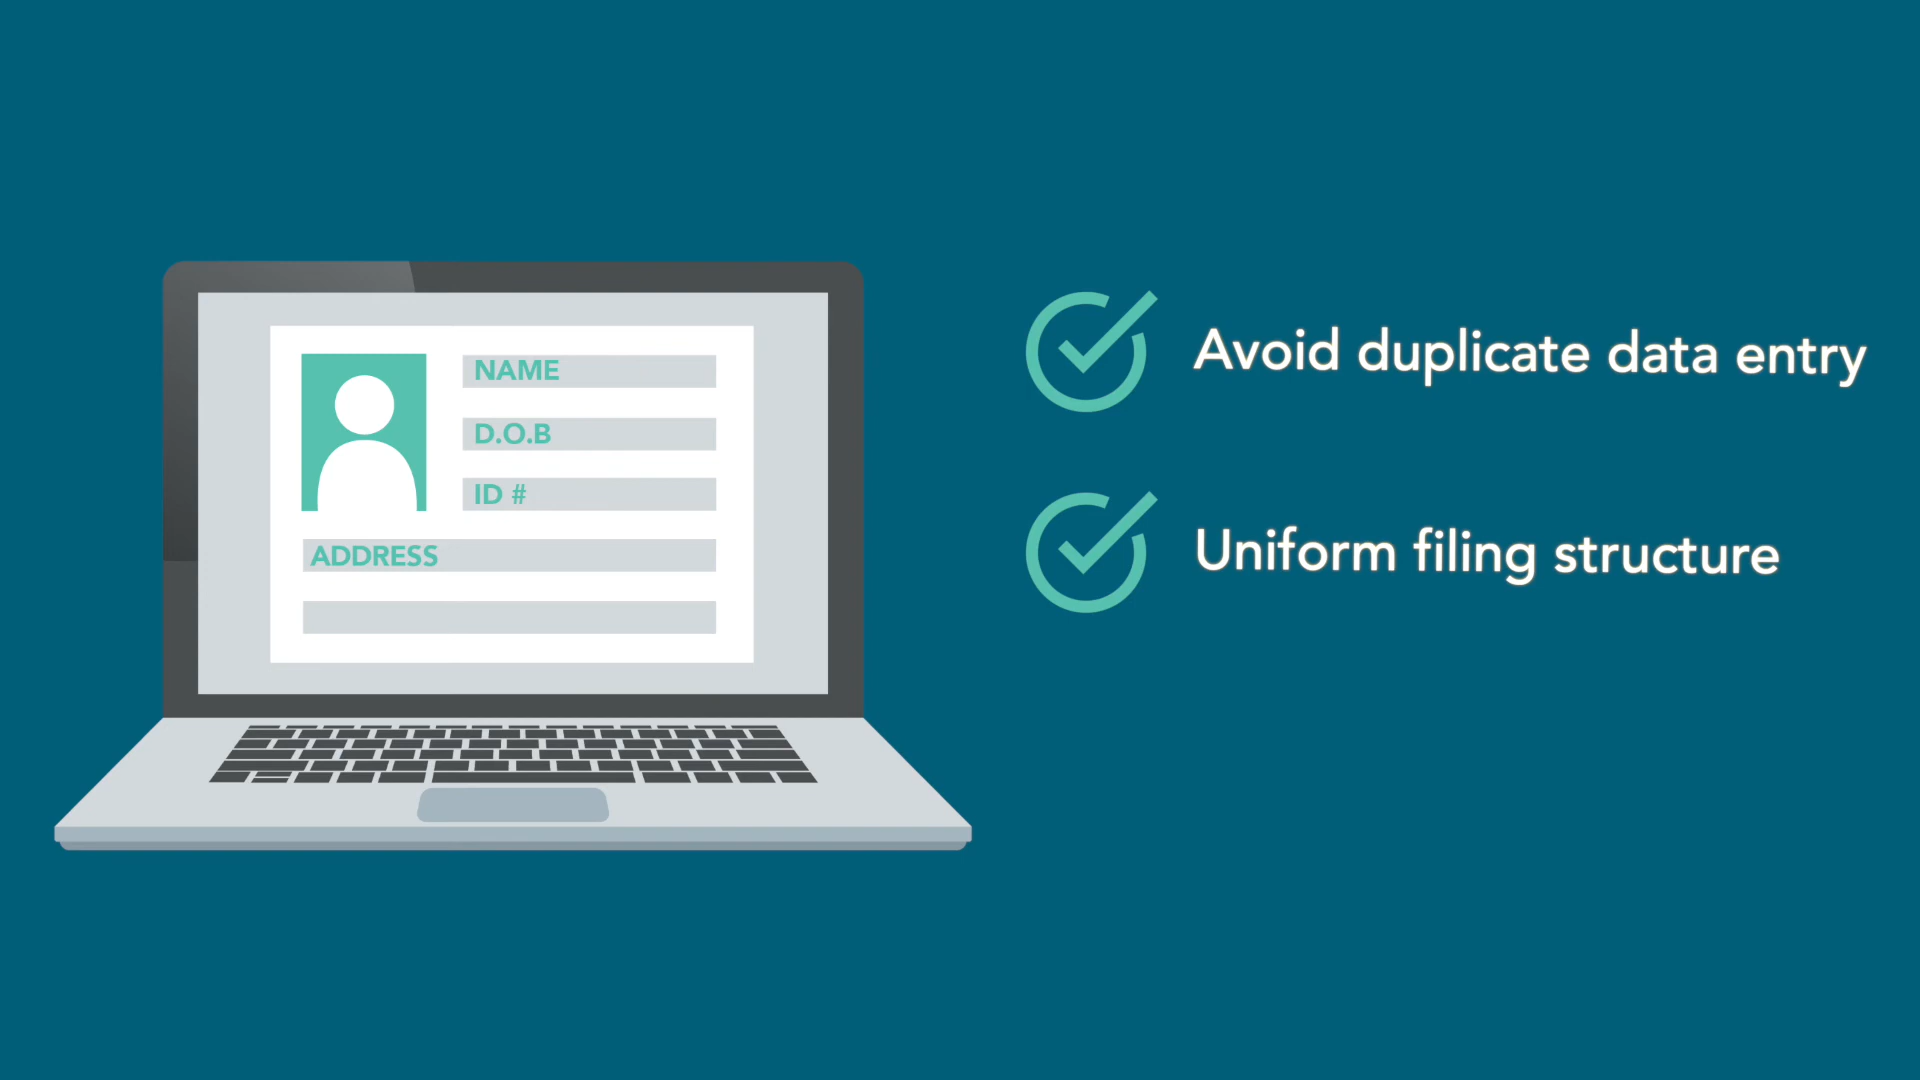 NAME
D.O.B
ID #
ADDRESS
Avoid duplicate data entry
Uniform filing structure